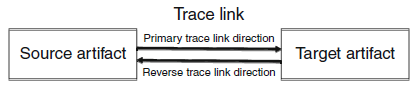 Trace link
Primary trace link direction
Source artifact
Target artifact
Reverse trace link direction